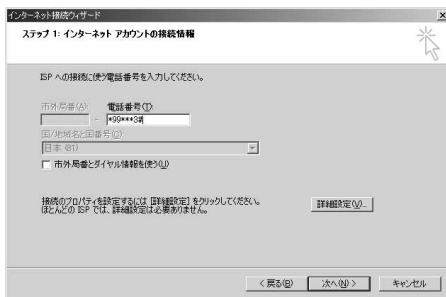 インターネット接続ウィザード
ステップ 1: インターネット アカウントの接続情報
ISP への接続に使う電話番号を入力してください。
市外局番(A): 電話番号(T):
- *99***3#
国/地域名と国番号(O):
日本 (81)
市外局番とダイヤル情報を使う(U)
接続のプロパティを設定するには [詳細設定] をクリックしてください。
ほとんどの ISP では、詳細設定は必要ありません。
詳細設定(V)...
< 戻る(B) 次へ(N) > キャンセル